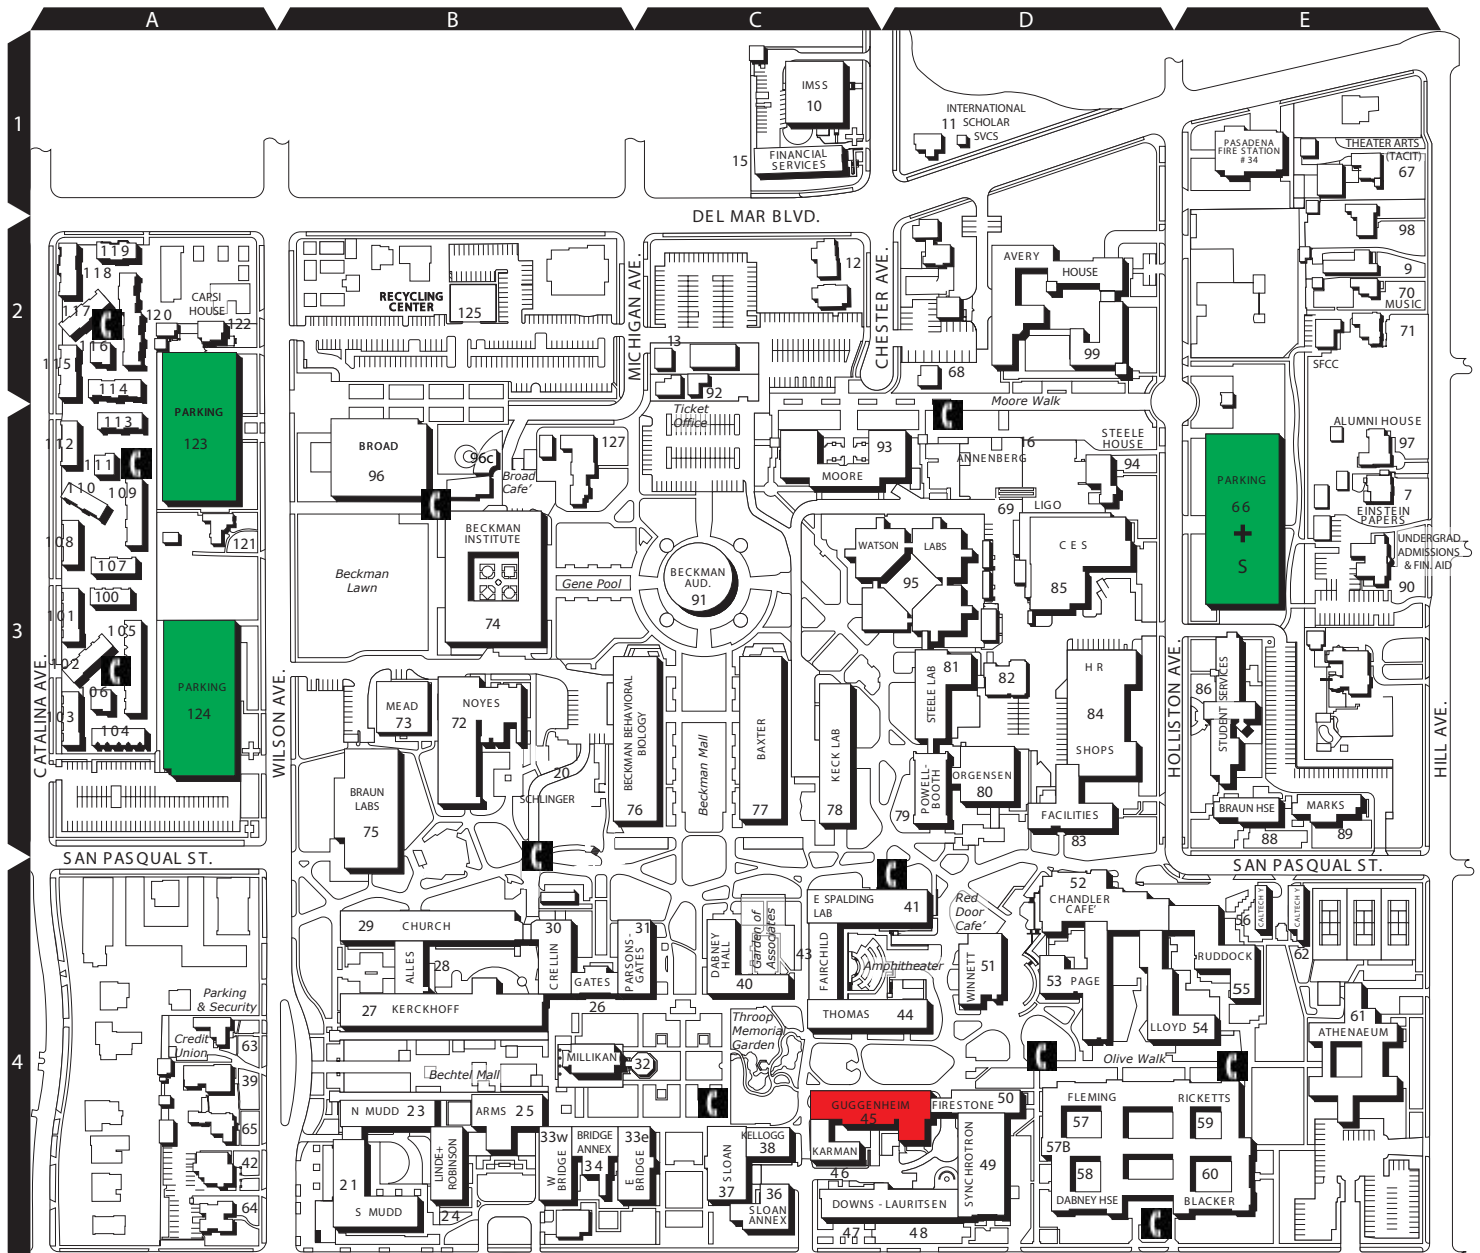 A B C D E
1
IMSS
10
INTERNATIONAL
11 SCHOLAR
SVCS
15 FINANCIAL
SERVICES
PASADENA
FIRE STATION
# 34
THEATER ARTS
(TACIT)
67
DEL MAR BLVD.
98
2
119
118
117
CAPSI
HOUSE
120
122
116
115
114
RECYCLING
CENTER
125
MICHIGAN AVE.
12
13
92
Ticket
Office
CHESTER AVE.
AVERY
HOUSE
99
68
Moore Walk
9
70
MUSIC
71
SFCC
3
PARKING
123
113
112
111
110
109
108
107
121
100
101
105
102
06
103
104
PARKING
124
CATALINA AVE.
WILSON AVE.
BROAD
96
96c
Broad
Cafe'
127
BECKMAN
INSTITUTE
74
Beckman
Lawn
Gene Pool
BECKMAN
AUD.
91
MOORE
93
ANNENBERG
16
STEELE
HOUSE
94
69
LIGO
C E S
85
WATSON
LABS
95
PARKING
66
S
ALUMNI HOUSE
97
7
EINSTEIN
PAPERS
UNDERGRAD
ADMISSIONS
& FIN. AID
90
MEAD
73
NOYES
72
20
SCHLINGER
BRAUN
LABS
75
BECKMAN BEHAVIORAL
BIOLOGY
76
Beckman Mall
BAXTER
77
KECK LAB
78
STEELE LAB
81
82
H R
84
SHOPS
POWELL-
BOOTH
79
JORGENSEN
80
FACILITIES
83
HOLLISTON AVE
86
STUDENT SERVICES
BRAUN HSE
88
MARKS
89
HILL AVE.
SAN PASQUAL ST.
SAN PASQUAL ST.
4
29 CHURCH
ALLES
28
27 KERCKHOFF
30
CRELLIN
GATES
26
31
PARSONS-
GATES
DABNEY
HALL
40
Garden of
Associates
43
E SPALDING
LAB
41
FAIRCHILD
Amphitheater
THOMAS 44
Red
Door
Cafe'
WINNETT
51
52
CHANDLER
CAFE'
53 PAGE
LLOYD 54
RUDDOCK
55
56
CALTECH Y
CALTECH Y
62
61
ATHENAEUM
Parking
& Security
Credit
Union
63
39
65
42
64
Bechtel Mall
MILLIKAN
32
Throop
Memorial
Garden
Olive Walk
N MUDD 23
ARMS 25
LINDE+
ROBINSON
24
21
S MUDD
33w
W BRIDGE
BRIDGE
ANNEX
34
33e
E BRIDGE
SLOAN
37
KELLOGG
38
36
SLOAN
ANNEX
GUGGENHEIM
45
FIRESTONE 50
KARMAN
46
SYNCHROTRON
49
DOWNS - LAURITSEN
47
48
FLEMING
57
57B
58
DABNEY HSE
RICKETTS
59
60
BLACKER